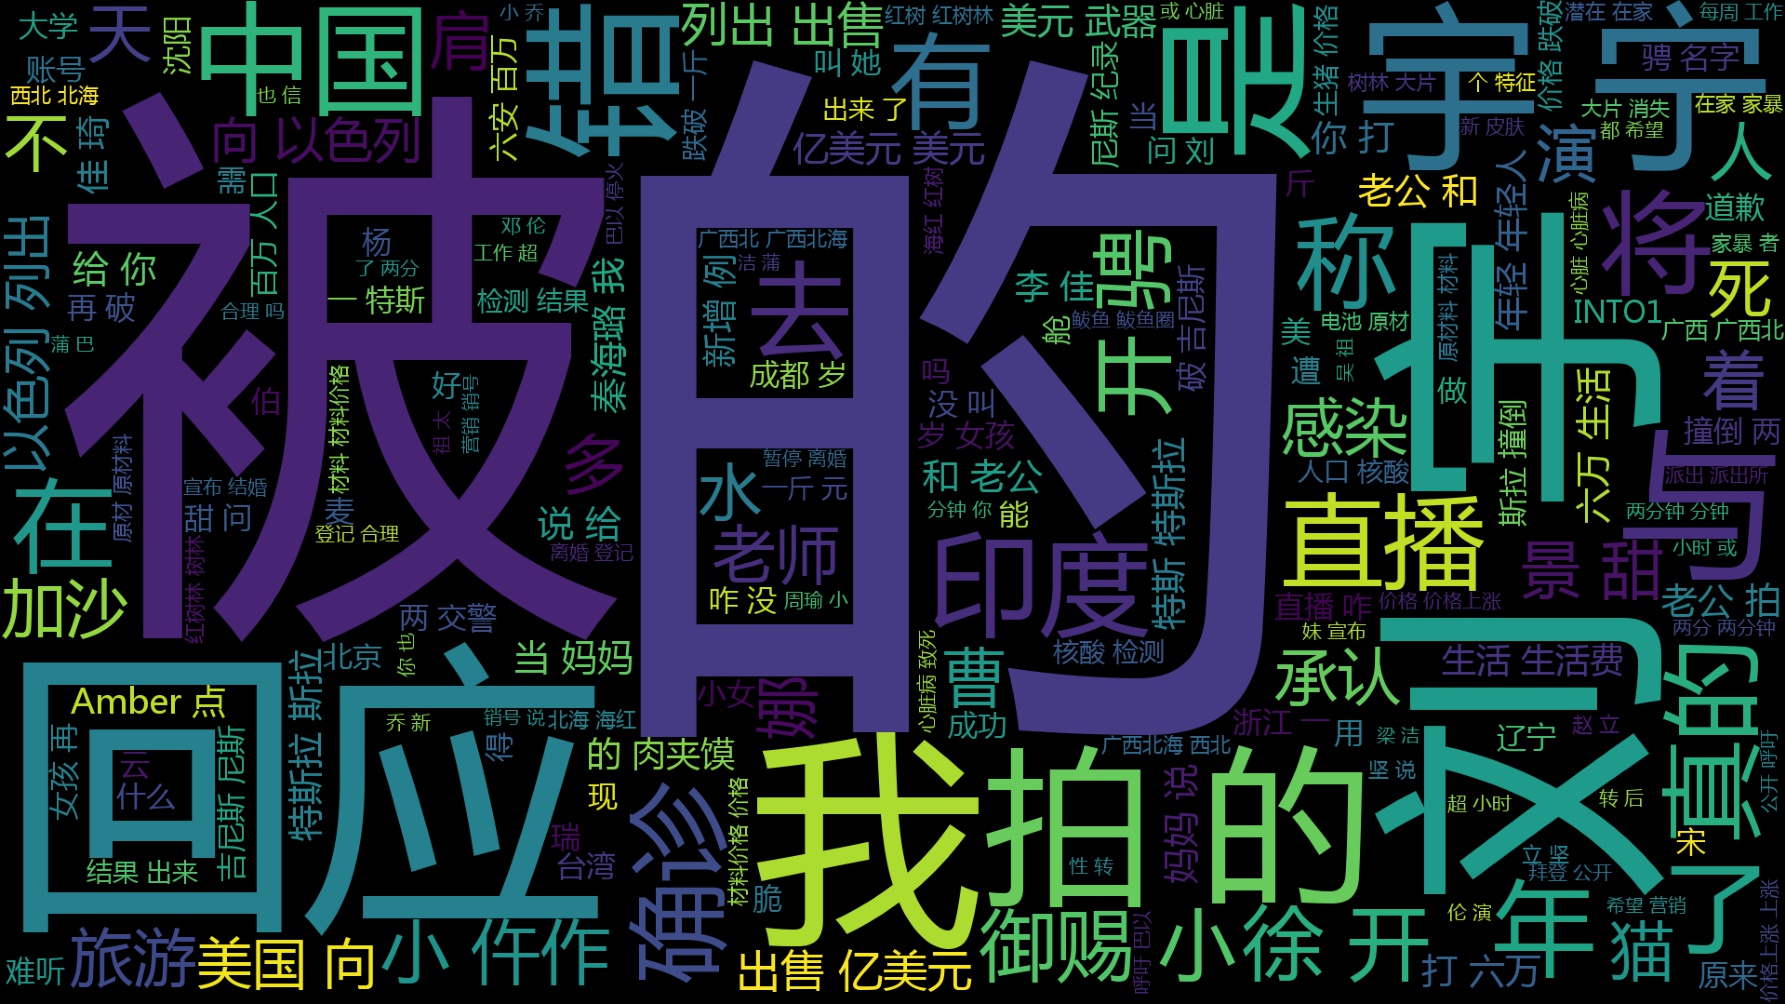 大学
天
中国
肩
小 乔
错
列出 出售
红树 红树林
美元 武器
或 心脏
是
宇宁
潜在 在家
每周 工作
账号
沈阳
六安 百万
叫 她
有
尼斯 纪录
生猪 价格
价格 跌破
骋 名字
西北 北海
也 信
跌破 一斤
出来 了
当
树林 大片
个 特征
大片 消失
在家 家暴
不
佳 琦
向 以色列
亿美元 美元
问 刘
你 打
新 皮肤
都 希望
演
人
需
百万 人口
巴以 停火
海红 红树
斤
老公 和
年轻 年轻 人
心脏 心脏病
道歉
被
的
以色列 列出
给 你
再 破
杨
邓 伦
了 两分
工作 超
广西北 广西北海
洁 蒲
新增 例
去
李 佳
舱
鲅鱼 鲅鱼圈
开 骋
破 吉尼斯
称
字
将
家暴 者
死
原材料 材料
INTO1
广西 广西北
合理 吗
一 特斯
检测 结果
秦海璐 我
成都 岁
美
电池 原材
遭
吴 祖
做
着
蒲 巴
伯
好
祖 太
营销 销号
材料 材料价格
多
水
暂停 离婚
一斤 元
吗
没 叫
岁 女孩
和 老公
分钟 你
能
特斯 特斯拉
感染
人口 核酸
斯拉 撞倒
六万 生活
撞倒 两
派出 派出所
与
在
原材 原材料
宣布 结婚
甜 问
麦
登记 合理
说 给
离婚 登记
老师
印度
直播
两分钟 分钟
小时 或
景 甜
加沙
红树林 树林
两 交警
咋 没
周瑜 小
核酸 检测
直播 咋
价格 价格上涨
妹 宣布
老公 拍
两分 两分钟
回应
北京
你 也
当 妈妈
小女
娜
心脏病 致死
曹
成功
浙江 一
承认
汉
生活 生活费
真的
Amber 点
女孩 再
云
什么
吉尼斯 尼斯
特斯拉 斯拉
乔 新
销号 说
北海 海红
得
的 肉夹馍
现
确诊
我
拍 的
广西北海 西北
用
梁 洁
坚 说
辽宁
赵 立
公开 呼吁
结果 出来
瑞
台湾
材料价格 价格
脆
性 转
妈妈 说
超 小时
转 后
立 坚
拜登 公开
宋
了
难听
旅游
美国 向
小 仵作
出售 亿美元
御赐
呼吁 巴以
小徐 开
打 六万
伦 演
年
希望 营销
猫
原来
价格上涨 上涨